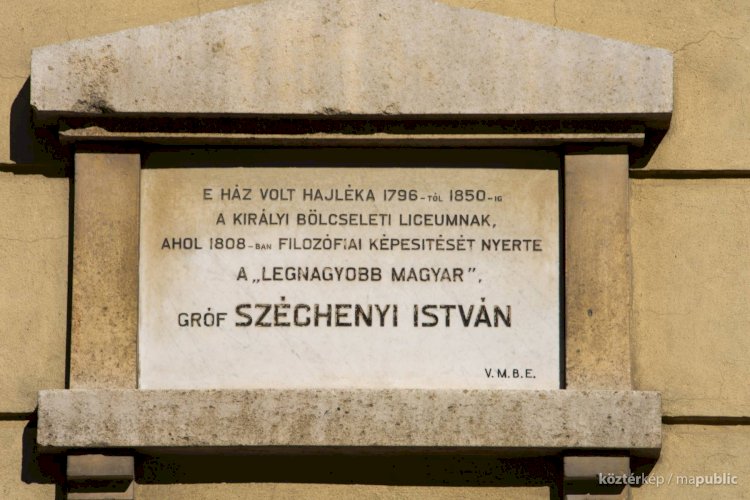 E HÁZ VOLT HAJLÉKA 1796-TÓL 1850-IG
A KIRÁLYI BÖLCSELETI LICEUMNAK,
AHOL 1808-BAN FILOZÓFIAI KÉPESITÉSÉT NYERTE
A „LEGNAGYOBB MAGYAR”,
GRÓF SZÉCHENYI ISTVÁN
V.M.B.E.
köztérkép / mapublic